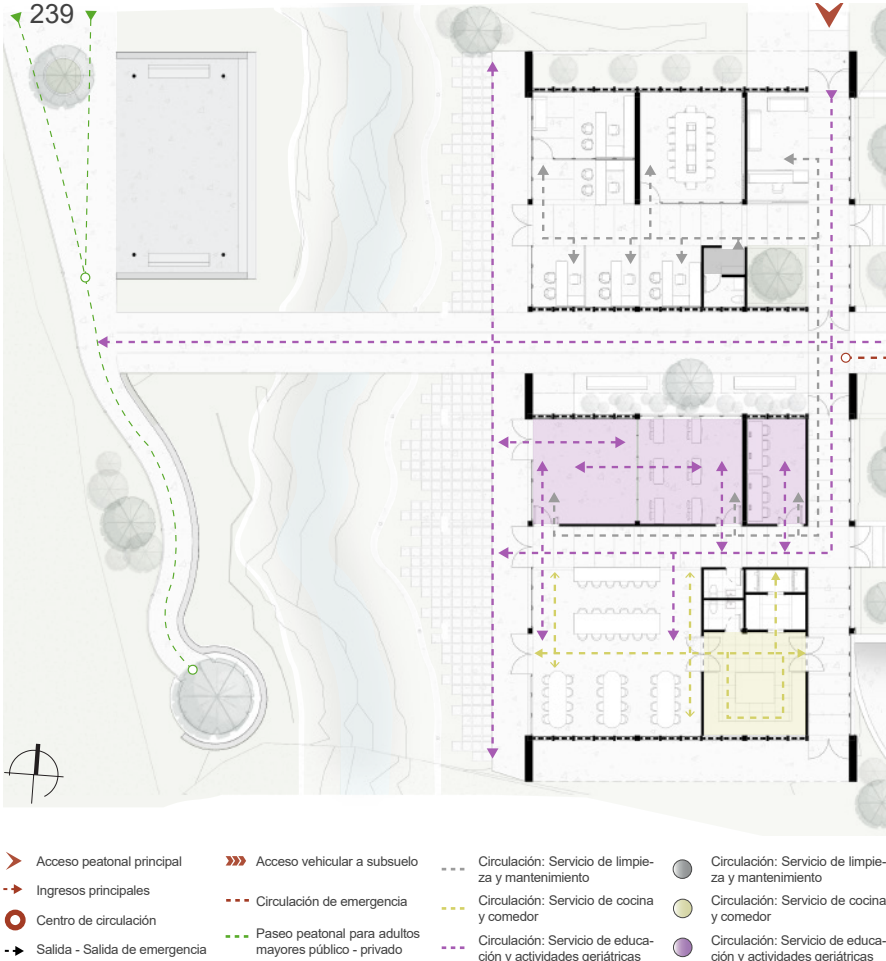 239
Acceso peatonal principal
Ingresos principales
Centro de circulación
Salida - Salida de emergencia
Acceso vehicular a subsuelo
Circulación de emergencia
Paseo peatonal para adultos
mayores público - privado
Circulación: Servicio de limpie-
za y mantenimiento
Circulación: Servicio de cocina
y comedor
Circulación: Servicio de educa-
ción y actividades geriátricas
Circulación: Servicio de limpie-
za y mantenimiento
Circulación: Servicio de cocina
y comedor
Circulación: Servicio de educa-
ción y actividades geriátricas